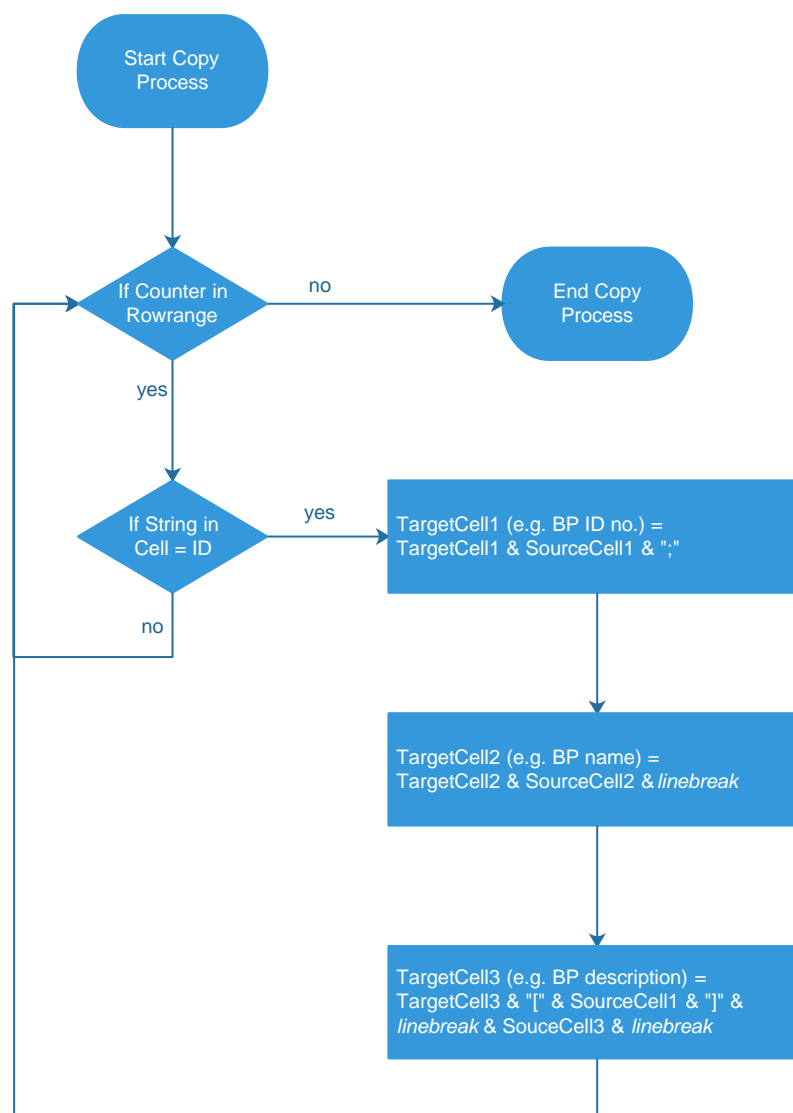 Start Copy
Process
If Counter in
Rowrange
no
End Copy
Process
yes
If String in
Cell = ID
yes
TargetCell1 (e.g. BP ID no.) =
TargetCell1 & SourceCell1 & ";"
no
TargetCell2 (e.g. BP name) =
TargetCell2 & SourceCell2 & linebreak
TargetCell3 (e.g. BP description) =
TargetCell3 & "[" & SourceCell1 & "]" &
linebreak & SouceCell3 & linebreak